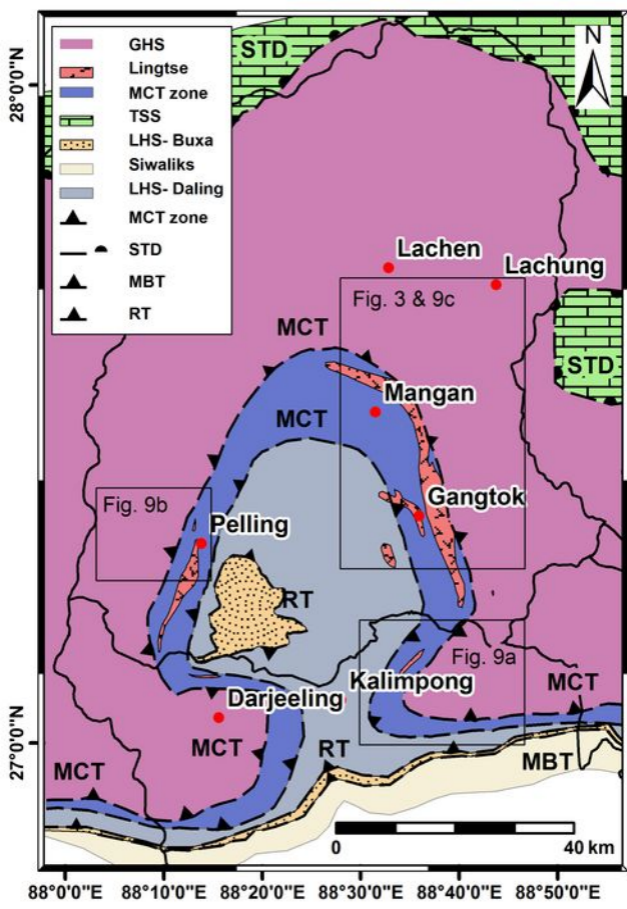 GHS
Lingtse
MCT zone
TSS
LHS- Buxa
Siwaliks
LHS- Daling
MCT zone
STD
MBT
RT
STD
N
28°0'0"N
Lachen
Lachung
Fig. 3 & 9c
MCT
STD
Mangan
MCT
Fig. 9b
Gangtok
Pelling
RT
Kalimpong
Fig. 9a
Darjeeling
MCT
MCT
RT
27°0'0"N
MBT
MCT
0
40 km
88°0'0"E 88°10'0"E 88°20'0"E 88°30'0"E 88°40'0"E 88°50'0"E